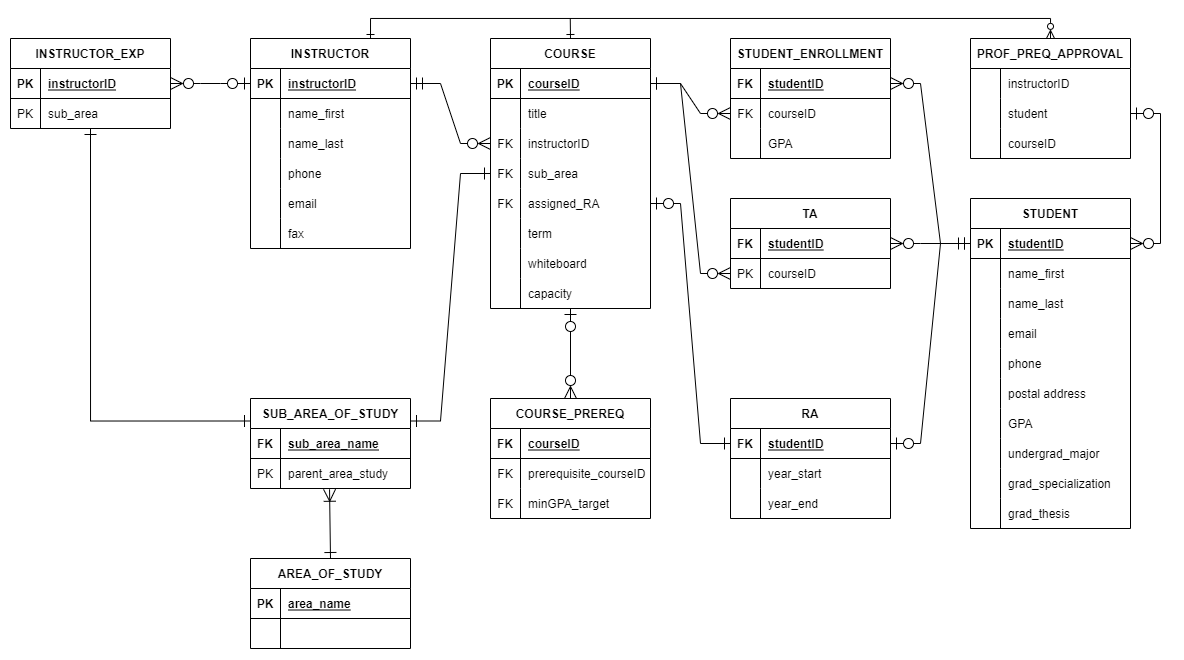 INSTRUCTOR_EXP
PK instructorID
PK sub_area
INSTRUCTOR
PK instructorID
name_first
name_last
phone
email
fax
COURSE
PK courseID
title
FK instructorID
FK sub_area
FK assigned_RA
term
whiteboard
capacity
STUDENT_ENROLLMENT
FK studentID
FK courseID
GPA
PROF_PREQ_APPROVAL
instructorID
student
courseID
TA
FK studentID
PK courseID
STUDENT
PK studentID
name_first
name_last
email
phone
postal address
GPA
undergrad_major
grad_specialization
grad_thesis
SUB_AREA_OF_STUDY
FK sub_area_name
PK parent_area_study
COURSE_PREREQ
FK courseID
FK prerequisite_courseID
FK minGPA_target
RA
FK studentID
year_start
year_end
AREA_OF_STUDY
PK area_name